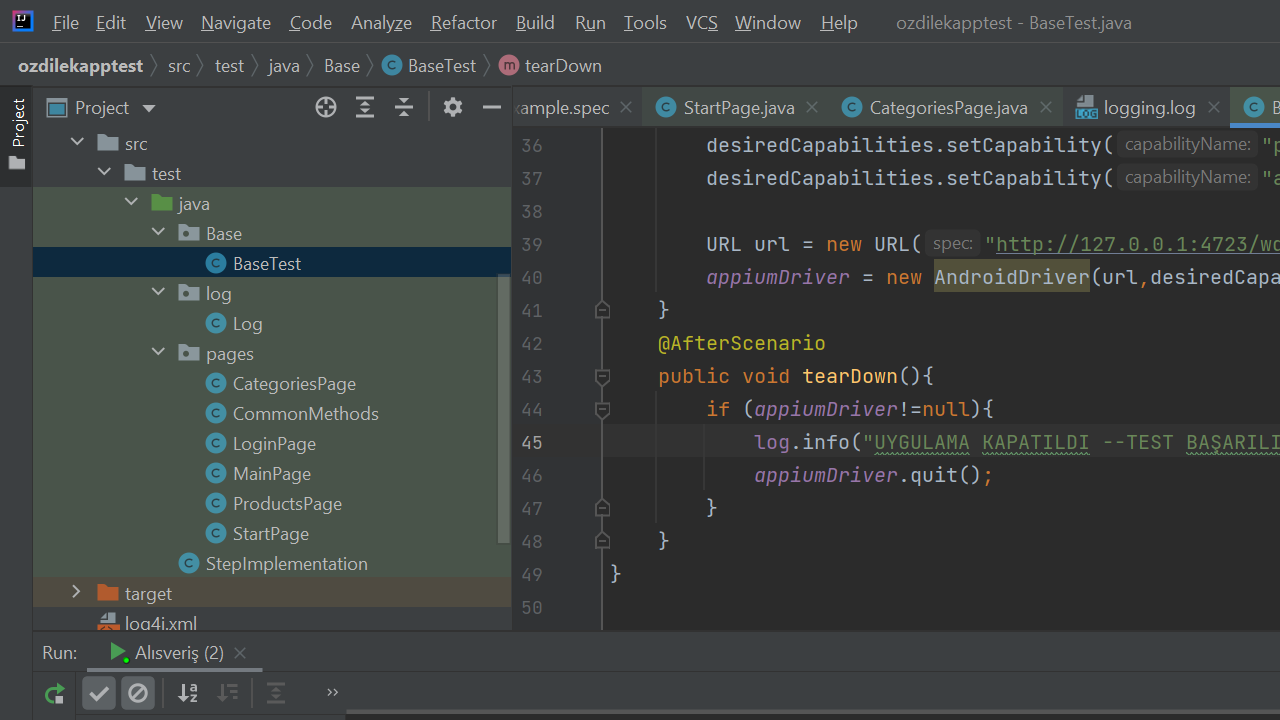 File Edit View Navigate Code Analyze Refactor Build Run Tools VCS Window Help ozdilekapptest - BaseTest.java
ozdilekapptest src test java Base BaseTest tearDown
Project
Project
src
test
java
Base
BaseTest
log
Log
pages
CategoriesPage
CommonMethods
LoginPage
MainPage
ProductsPage
StartPage
StepImplementation
target
log4j.xml
ample.spec StartPage.java CategoriesPage.java logging.log B
36 desiredCapabilities.setCapability( capabilityName: "p
37 desiredCapabilities.setCapability( capabilityName: "a
38
39 URL url = new URL( spec: "http://127.0.0.1:4723/wd
40 appiumDriver = new AndroidDriver(url,desiredCapa
41 }
42 @AfterScenario
43 public void tearDown(){
44 if (appiumDriver!=null){
45 log.info("UYGULAMA KAPATILDI --TEST BAŞARILI
46 appiumDriver.quit();
47 }
48 }
49 }
50
Run: Alısveriş (2)